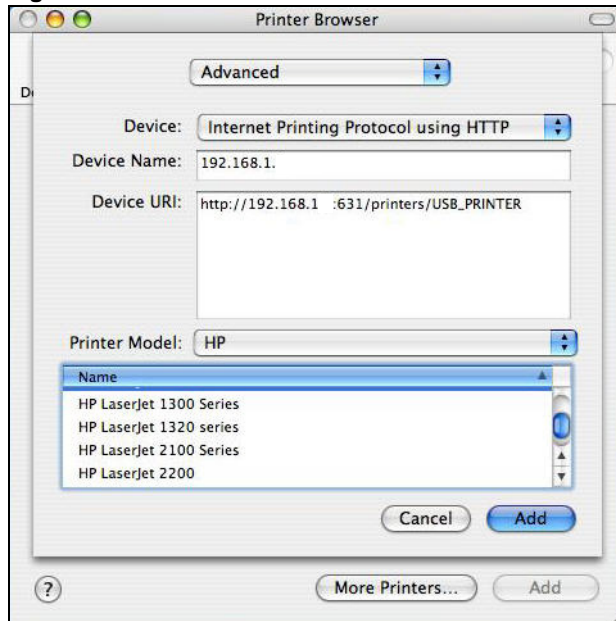 Printer Browser
Advanced
Device: Internet Printing Protocol using HTTP
Device Name: 192.168.1.
Device URI: http://192.168.1 :631/printers/USB_PRINTER
Printer Model: HP
Name
HP LaserJet 1300 Series
HP LaserJet 1320 series
HP LaserJet 2100 Series
HP LaserJet 2200
Cancel Add
? More Printers... Add